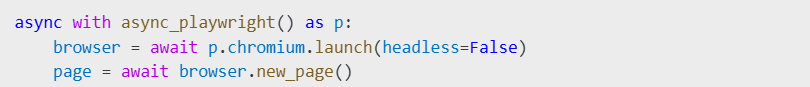 async with async_playwright() as p:
    browser = await p.chromium.launch(headless=False)
    page = await browser.new_page()